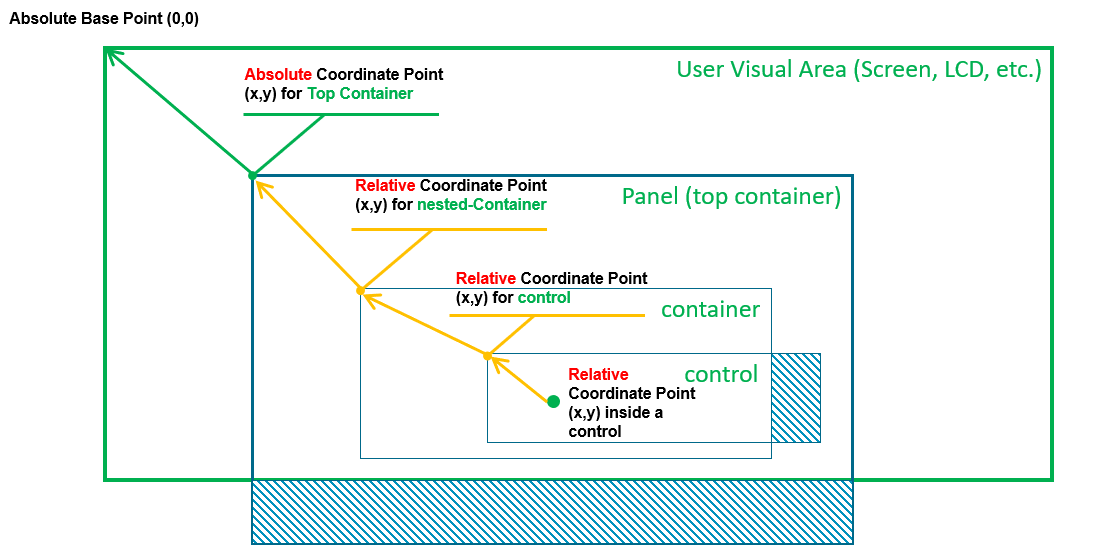 Absolute Base Point (0,0)
User Visual Area (Screen, LCD, etc.)
Absolute Coordinate Point
(x,y) for Top Container
Relative Coordinate Point
(x,y) for nested-Container
Panel (top container)
Relative Coordinate Point
(x,y) for control
container
control
Relative
Coordinate Point
(x,y) inside a
control